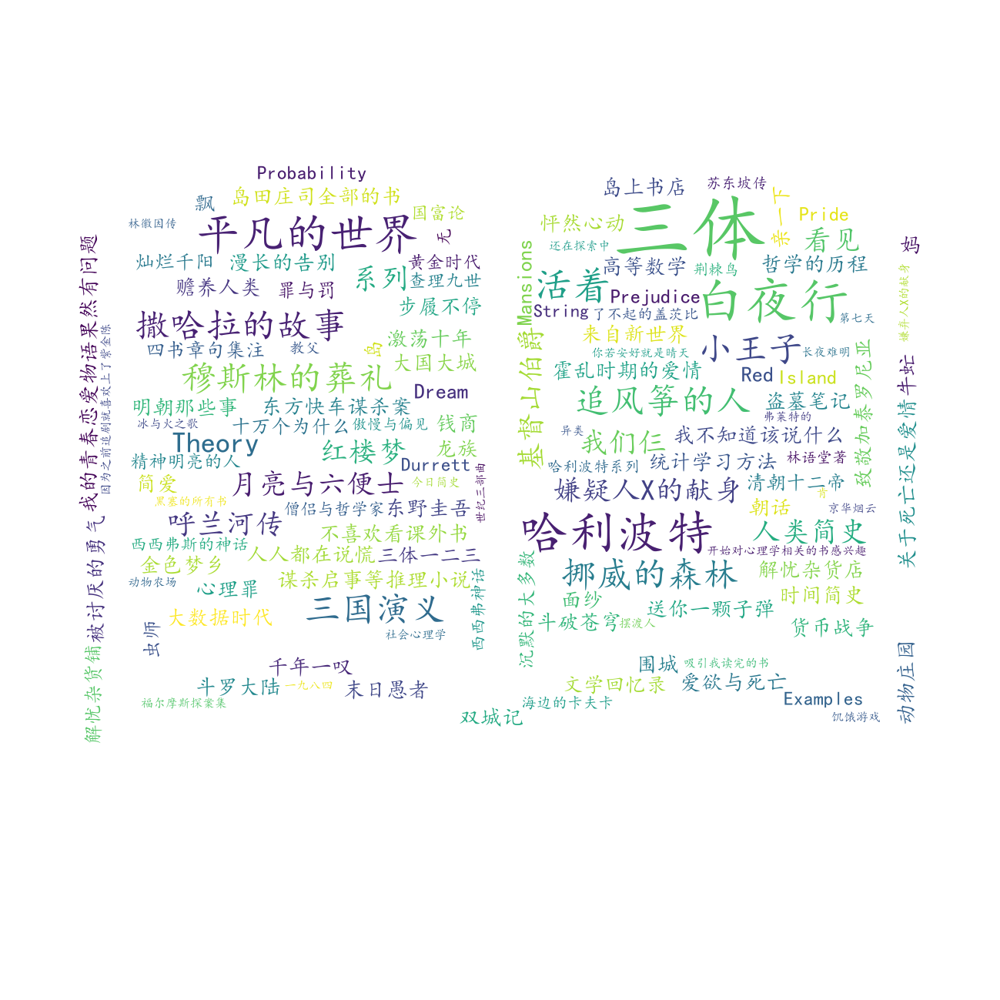 Probability
岛田庄司全部的书
飘
国富论
林徽因传
平凡的世界
无
灿烂千阳
漫长的告别
黄金时代
系列
查理九世
赡养人类
罪与罚
步履不停
撒哈拉的故事
激荡十年
四书章句集注
教父
岛
大国大城
穆斯林的葬礼
Dream
明朝那些事
东方快车谋杀案
冰与火之歌
十万个为什么
傲慢与偏见
钱商
Theory
红楼梦
龙族
精神明亮的人
Durrett
简爱
月亮与六便士
今日简史
世纪三部曲
黑塞的所有书
呼兰河传
僧侣与哲学家
东野圭吾
不喜欢看课外书
西西弗斯的神话
金色梦乡
人人都在说慌
三体一二三
动物农场
心理罪
谋杀启事等推理小说
西西弗神话
大数据时代
三国演义
虫师
社会心理学
千年一叹
斗罗大陆
一九八四
末日愚者
福尔摩斯探案集
双城记
我的青春恋爱物语果然有问题
因为之前追剧就喜欢上了紫金陈
被讨厌的勇气
解忧杂货铺
岛上书店
苏东坡传
三体
亲一下
怦然心动
Pride
还在探索中
看见
妈
Mansions
高等数学
荆棘鸟
哲学的历程
活着
Prejudice
白夜行
String
了不起的盖茨比
第七天
嫌弃人X的献身
来自新世界
小王子
你若安好就是晴天
长夜难明
基督山伯爵
霍乱时期的爱情
Red
Island
牛虻
追风筝的人
盗墓笔记
致敬加泰罗尼亚
弗莱特的
异类
我们仨
我不知道该说什么
哈利波特系列
统计学习方法
林语堂著
嫌疑人X的献身
清朝十二帝
肯
朝话
京华烟云
关于死亡还是爱情
哈利波特
人类简史
开始对心理学相关的书感兴趣
沉默的大多数
挪威的森林
解忧杂货店
面纱
时间简史
送你一颗子弹
斗破苍穹
摆渡人
货币战争
围城
吸引我读完的书
动物庄园
文学回忆录
爱欲与死亡
海边的卡夫卡
Examples
饥饿游戏